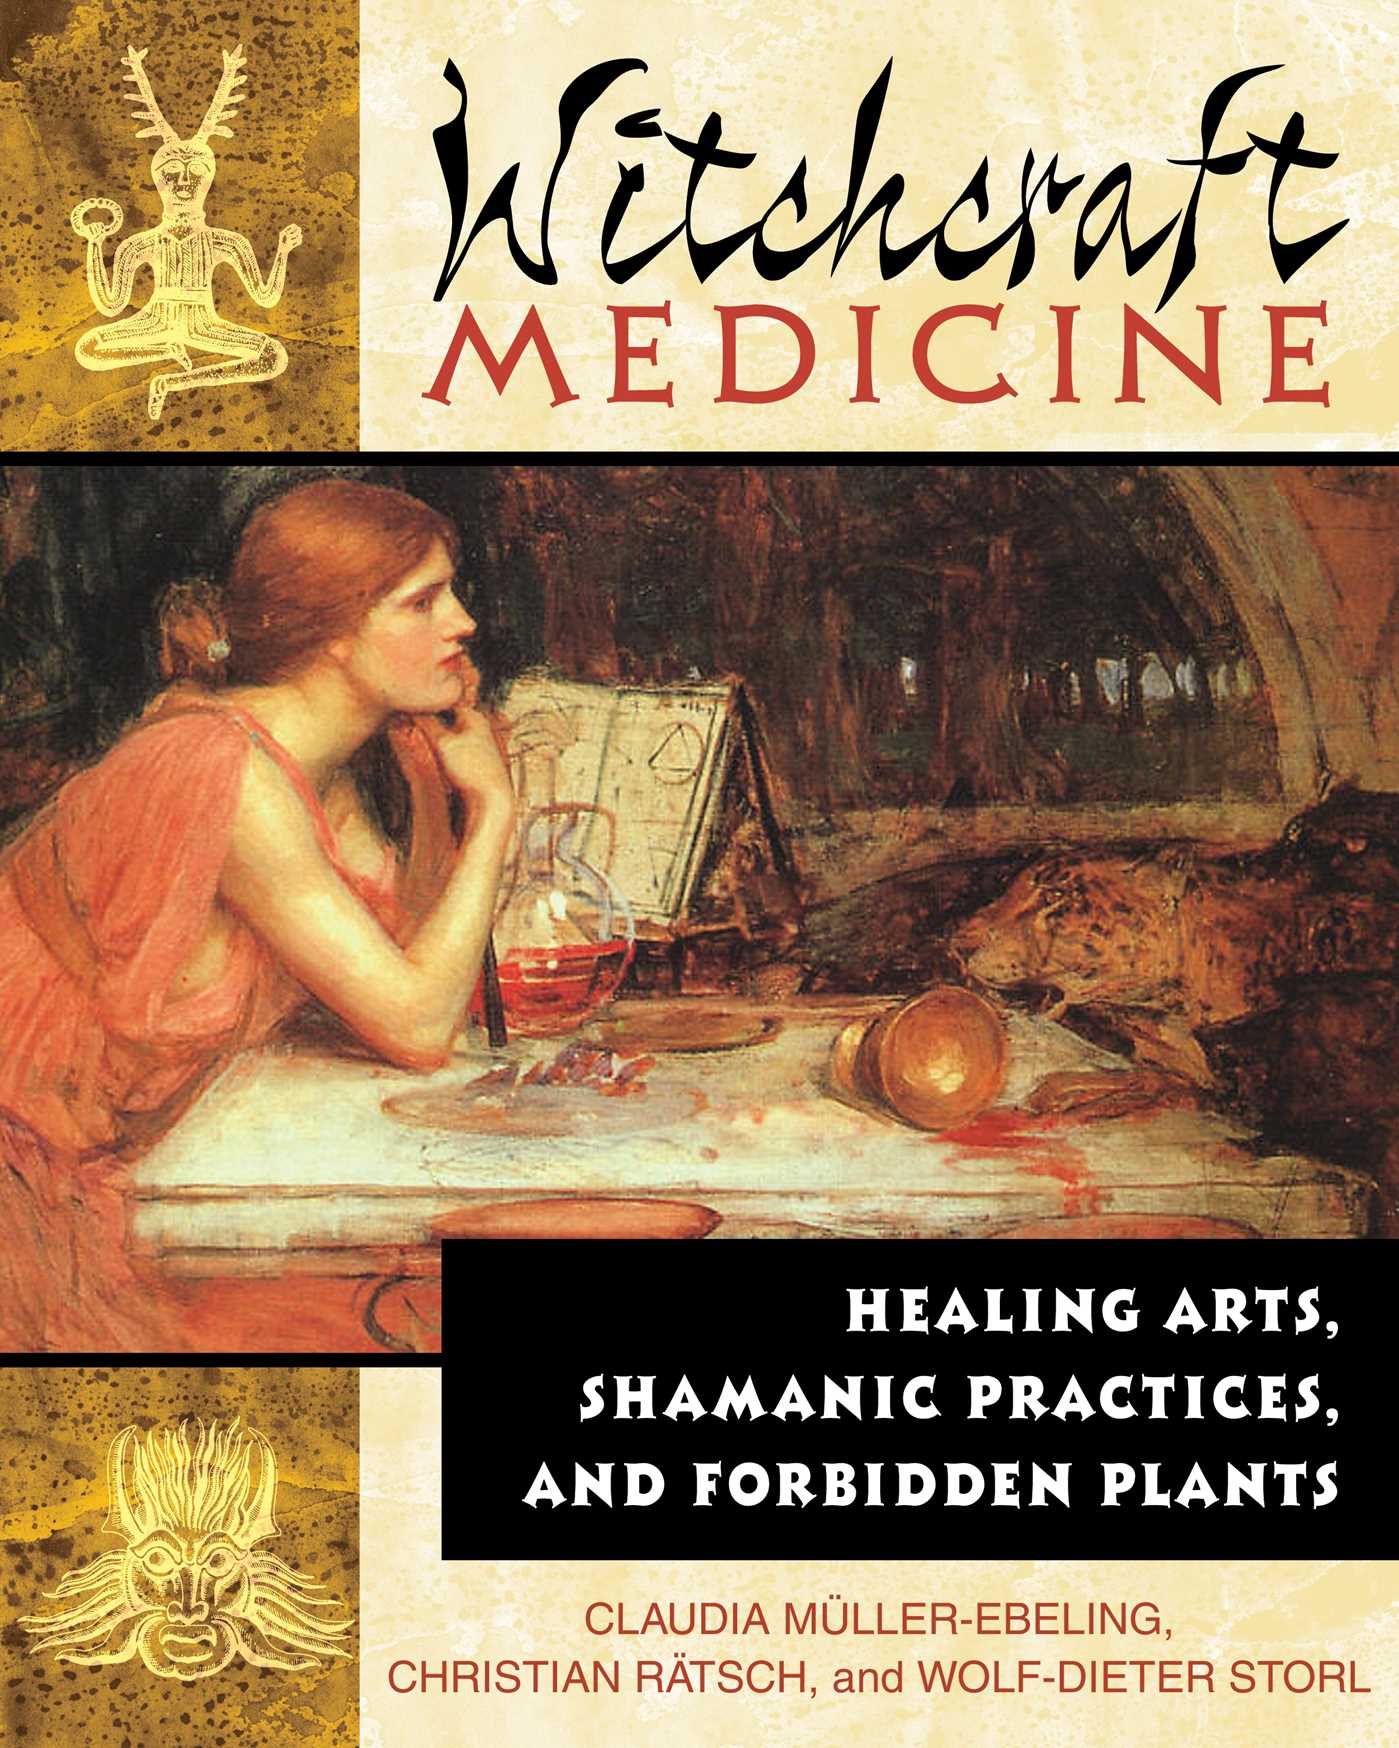 Witchcraft
MEDICINE
HEALING ARTS,
SHAMANIC PRACTICES,
AND FORBIDDEN PLANTS
CLAUDIA MÜLLER-EBELING,
CHRISTIAN RÄTSCH, and WOLF-DIETER STORL